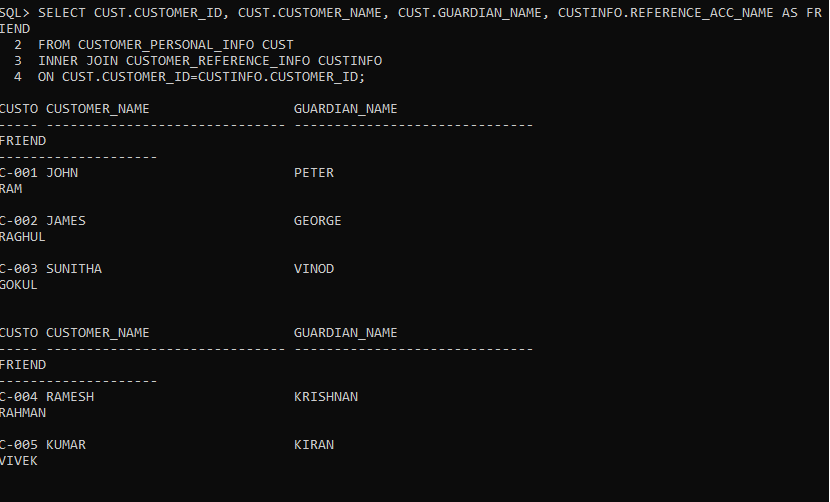 SQL> SELECT CUST.CUSTOMER_ID, CUST.CUSTOMER_NAME, CUST.GUARDIAN_NAME, CUSTINFO.REFERENCE_ACC_NAME AS FR
IEND
  2  FROM CUSTOMER_PERSONAL_INFO CUST
  3  INNER JOIN CUSTOMER_REFERENCE_INFO CUSTINFO
  4  ON CUST.CUSTOMER_ID=CUSTINFO.CUSTOMER_ID;

CUSTO CUSTOMER_NAME                  GUARDIAN_NAME
----- ------------------------------ ------------------------------
FRIEND
--------------------
C-001 JOHN                           PETER
RAM

C-002 JAMES                          GEORGE
RAGHUL

C-003 SUNITHA                        VINOD
GOKUL


CUSTO CUSTOMER_NAME                  GUARDIAN_NAME
----- ------------------------------ ------------------------------
FRIEND
--------------------
C-004 RAMESH                         KRISHNAN
RAHMAN

C-005 KUMAR                          KIRAN
VIVEK